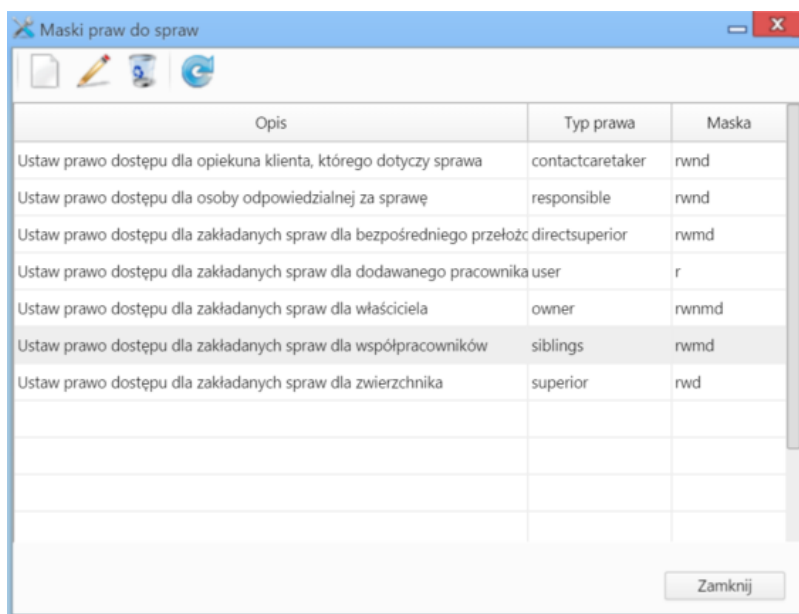 Maski praw do spraw
Opis Typ prawa Maska
Ustaw prawo dostępu dla opiekuna klienta, którego dotyczy sprawa contactcaretaker rwnd
Ustaw prawo dostępu dla osoby odpowiedzialnej za sprawę responsible rwnd
Ustaw prawo dostępu dla zakładanych spraw dla bezpośredniego przełożc directsuperior rwmd
Ustaw prawo dostępu dla zakładanych spraw dla dodawanego pracownika user r
Ustaw prawo dostępu dla zakładanych spraw dla właściciela owner rwnmd
Ustaw prawo dostępu dla zakładanych spraw dla współpracowników siblings rwmd
Ustaw prawo dostępu dla zakładanych spraw dla zwierzchnika superior rwd
Zamknij